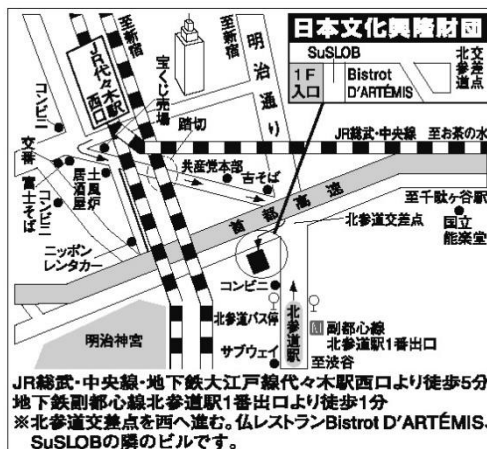 日本文化興隆財団
SuSLOB
1F
入口
Bistrot
D'ARTÉMIS
北参道
交差点
至新宿
至新宿
JR代々木駅
西口
宝くじ売場
明治通り
コンビニ
踏切
JR総武・中央線 至お茶の水
交番
富士そば
コンビニ
居酒屋
土風炉
共産党本部
吉そば
首都高速
至千駄ヶ谷駅
国立
能楽堂
北参道交差点
ニッポン
レンタカー
コンビニ
北参道バス停
北参道駅
副都心線
北参道駅1番出口
明治神宮
サブウェイ
至渋谷
JR総武・中央線・地下鉄大江戸線代々木駅西口より徒歩5分
地下鉄副都心線北参道駅1番出口より徒歩1分
※北参道交差点を西へ進む。仏レストランBistrot D'ARTÉMIS、
SuSLOBの隣のビルです。